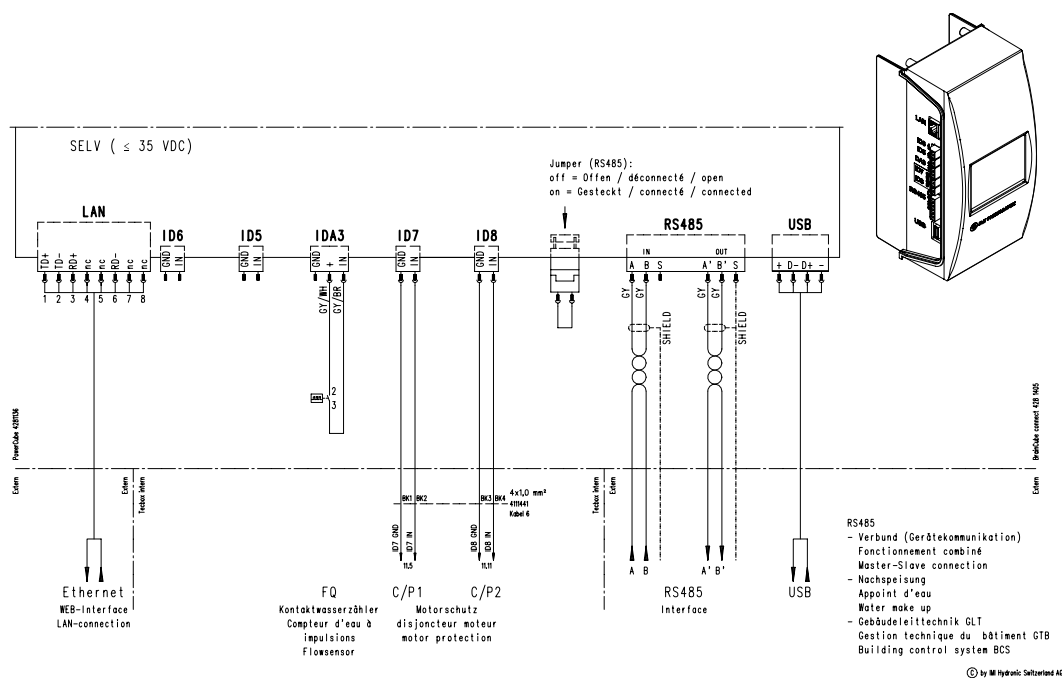 SELV ( ≤ 35 VDC)
Jumper (RS485):
off = Offen / déconnecté / open
on = Gesteckt / connecté / connected
LAN
ID6
ID5
IDA3
ID7
ID8
RS485
USB
TD+ TD- RD+ nc nc RD- nc nc
GND IN
GND IN
GND + IN
GND IN
GND IN
IN OUT
A B S A' B' S
+ D- D+ -
1 2 3 4 5 6 7 8
GY/WH GY/BR
GY GY GY GY
SHIELD SHIELD
2
3
PowerCube 4281136
BrainCube connect 428 1405
Extern
Extern
Tecbox intern
Tecbox intern
Extern
Extern
BK1 BK2
BK3 BK4
4x1,0 mm²
4111441
Kabel 6
ID7 GND ID7 IN
ID8 GND ID8 IN
11,5
11,11
A B A' B'
Ethernet
WEB-Interface
LAN-connection
FQ
Kontaktwasserzähler
Compteur d'eau à
impulsions
Flowsensor
C/P1 C/P2
Motorschutz
disjoncteur moteur
motor protection
RS485
Interface
USB
RS485
- Verbund (Gerätekommunikation)
Fonctionnement combiné
Master-Slave connection
- Nachspeisung
Appoint d'eau
Water make up
- Gebäudeleittechnik GLT
Gestion technique du bâtiment GTB
Building control system BCS
LAN
RS485
USB
© by IMI Hydronic Switzerland AG